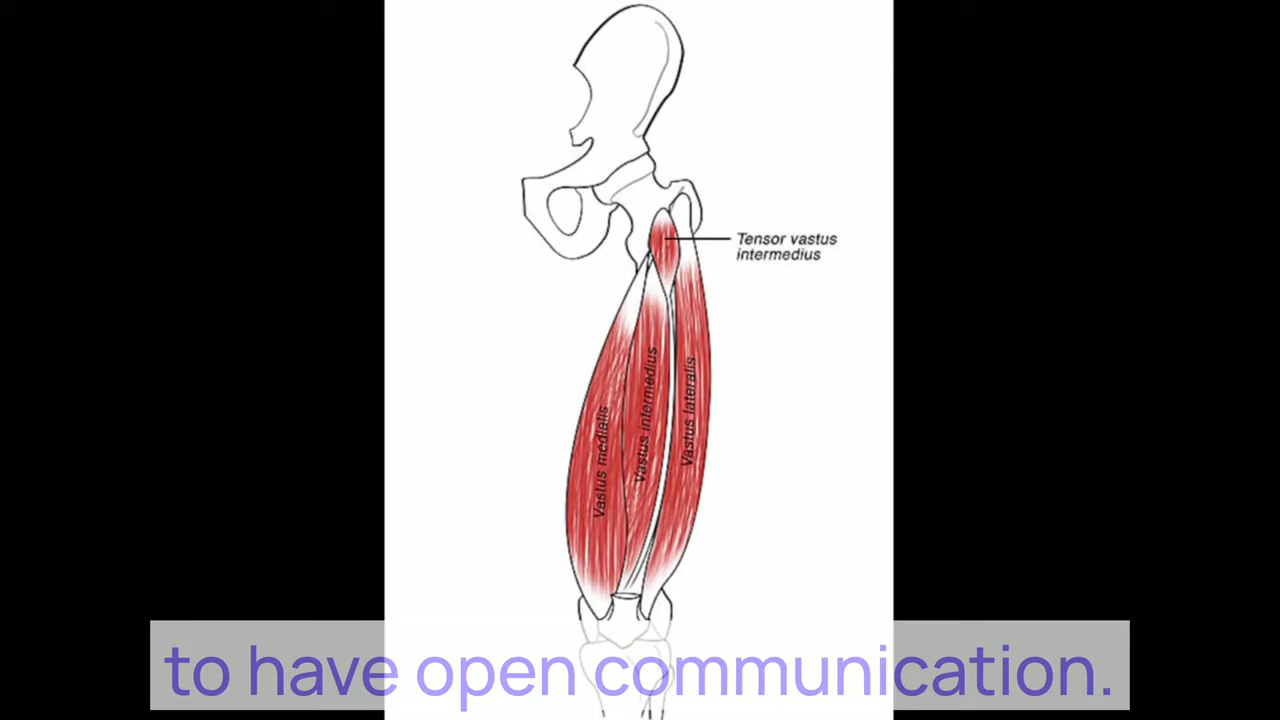 Tensor vastus
intermedius
Vastus medialis
Vastus intermedius
Vastus lateralis
to have open communication.